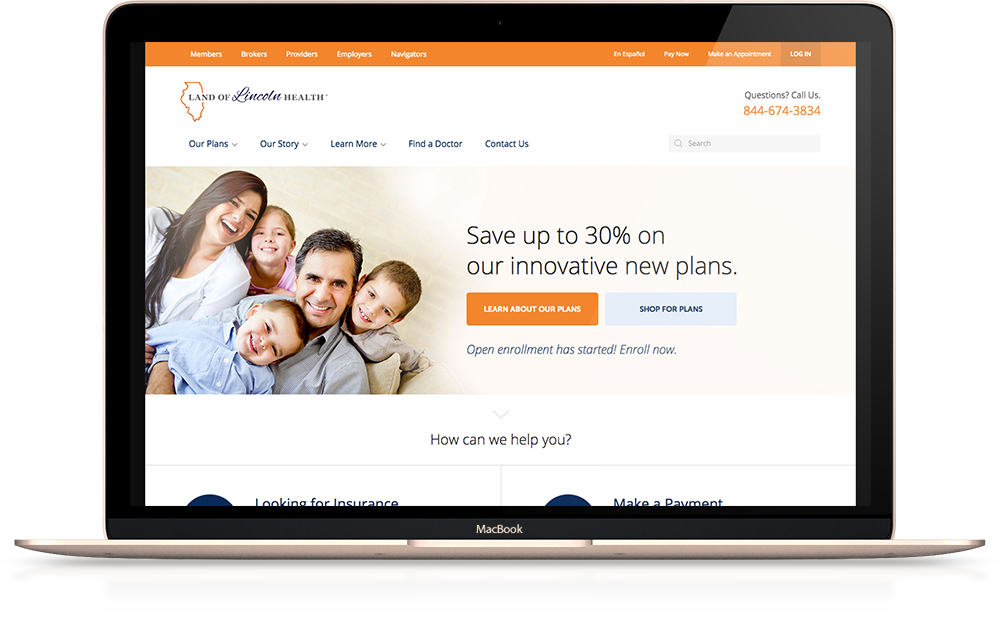 Members Brokers Providers Employers Navigators En Español Pay Now Make an Appointment LOG IN
LAND OF Lincoln HEALTH™
Questions? Call Us.
844-674-3834
Our Plans Our Story Learn More Find a Doctor Contact Us Search
Save up to 30% on
our innovative new plans.
LEARN ABOUT OUR PLANS SHOP FOR PLANS
Open enrollment has started! Enroll now.
How can we help you?
Looking for Insurance Make a Payment
MacBook